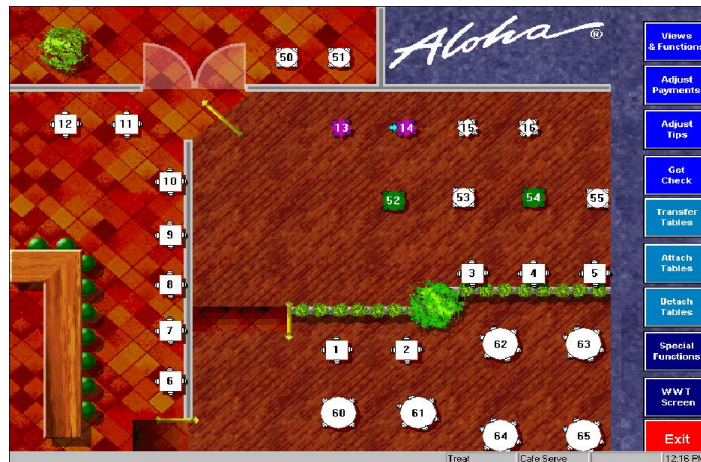 Aloha ®
50 51
12 11
13 14 15 16
10
52 53 54 55
9
3 4 5
8
7
1 2 62 63
6
60 61
64 65
Views
& Functions
Adjust
Payments
Adjust
Tips
Get
Check
Transfer
Tables
Attach
Tables
Detach
Tables
Special
Functions
WWT
Screen
Exit
Treat Cafe Serve 12:16 PM